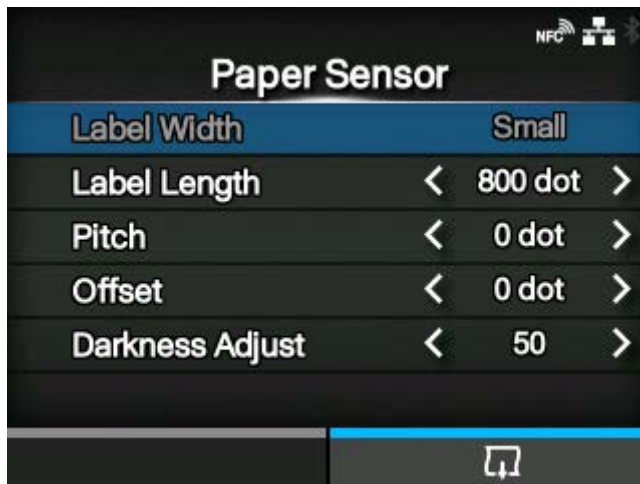 NFC
Paper Sensor
Label Width Small
Label Length < 800 dot >
Pitch < 0 dot >
Offset < 0 dot >
Darkness Adjust < 50 >